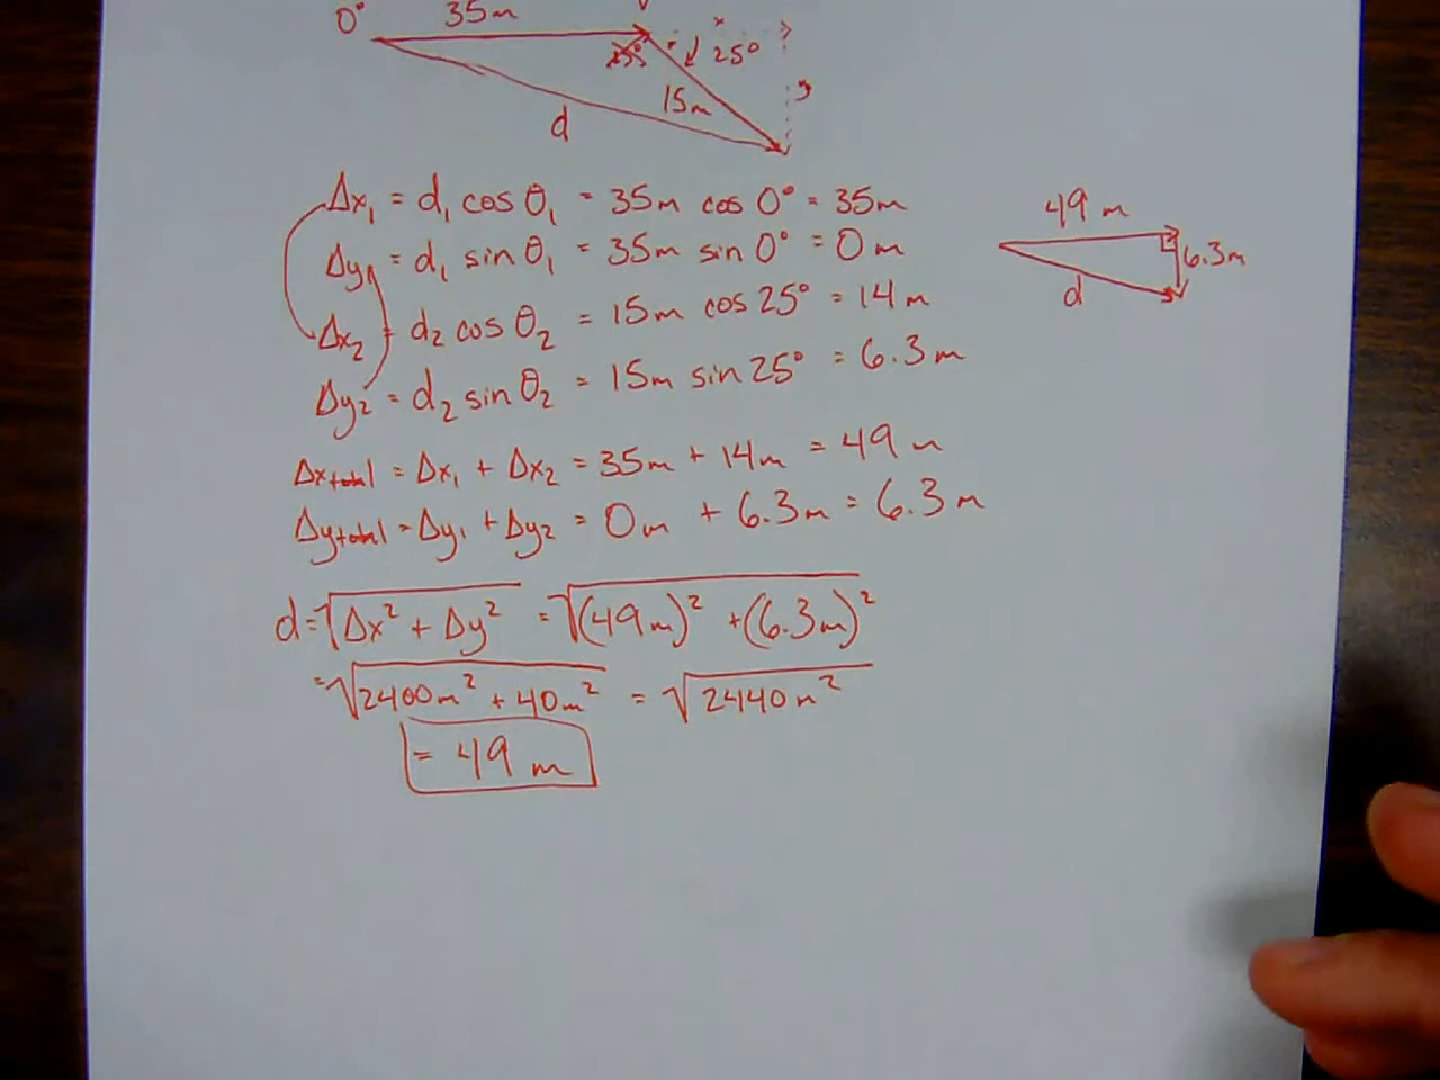 0° 35m
x
25°
15m y
d
Δx₁ = d₁ cos θ₁ = 35m cos 0° = 35m
Δy₁ = d₁ sin θ₁ = 35m sin 0° = 0m
Δx₂ = d₂ cos θ₂ = 15m cos 25° = 14m
Δy₂ = d₂ sin θ₂ = 15m sin 25° = 6.3m
49 m
6.3m
d
Δxtotal = Δx₁ + Δx₂ = 35m + 14m = 49 m
Δytotal = Δy₁ + Δy₂ = 0m + 6.3m = 6.3m
d = √(Δx² + Δy²) = √((49m)² + (6.3m)²)
= √(2400m² + 40m²) = √(2440m²)
= 49 m